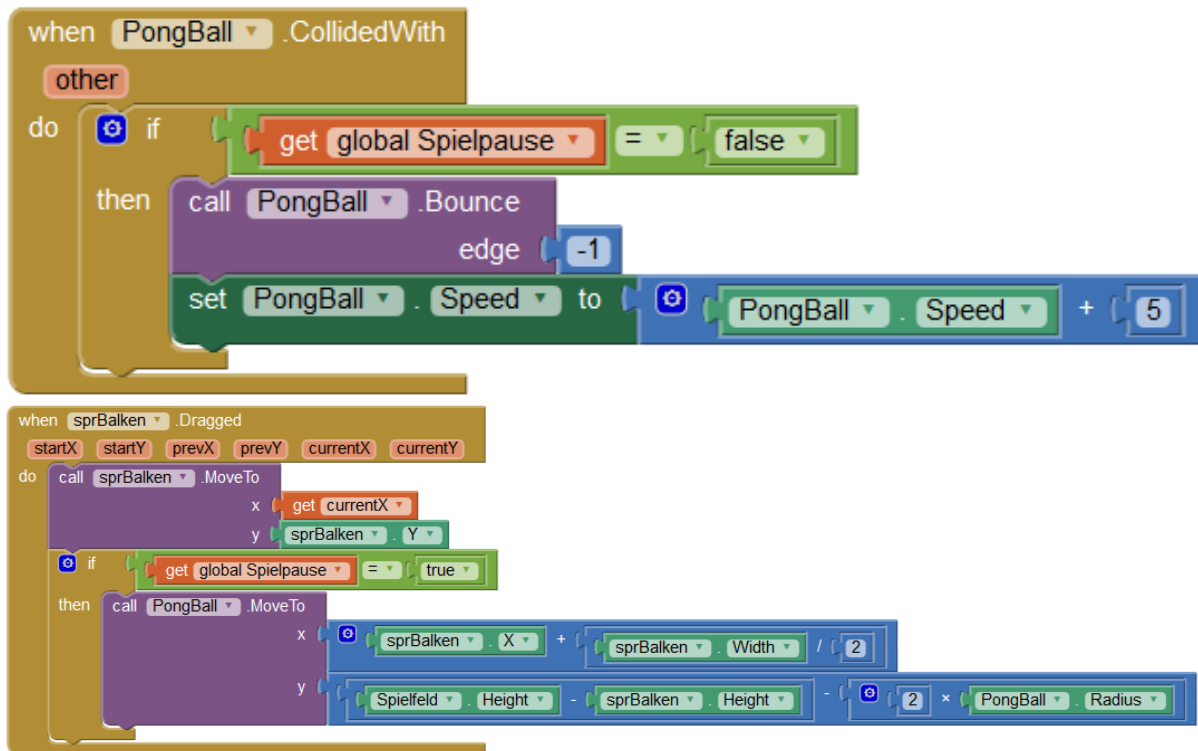 when PongBall .CollidedWith
other
do if get global Spielpause = false
then call PongBall .Bounce
edge -1
set PongBall . Speed to PongBall . Speed + 5
when sprBalken .Dragged
startX startY prevX prevY currentX currentY
do call sprBalken .MoveTo
x get currentX
y sprBalken . Y
if get global Spielpause = true
then call PongBall .MoveTo
x sprBalken . X + sprBalken . Width / 2
y Spielfeld . Height - sprBalken . Height - 2 × PongBall . Radius